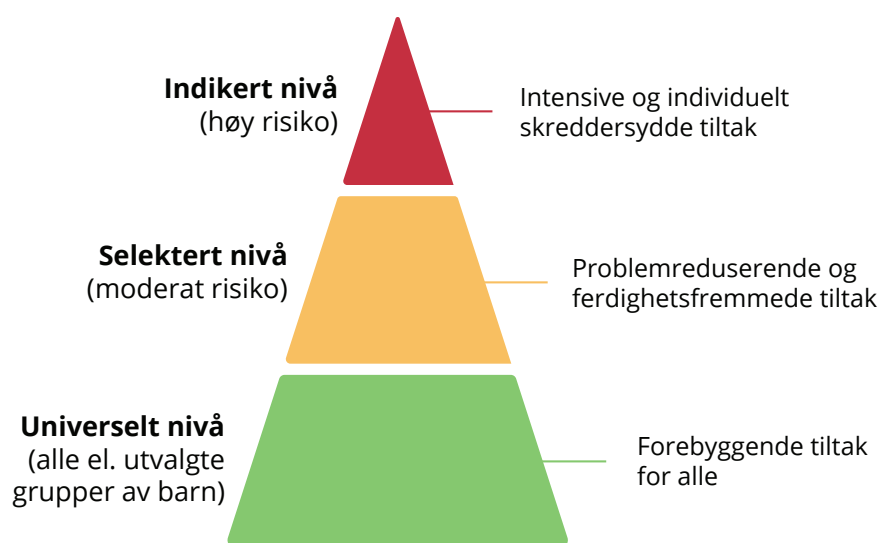 Indikert nivå
(høy risiko)
Intensive og individuelt
skreddersydde tiltak
Selektert nivå
(moderat risiko)
Problemreduserende og
ferdighetsfremmede tiltak
Universelt nivå
(alle el. utvalgte
grupper av barn)
Forebyggende tiltak
for alle